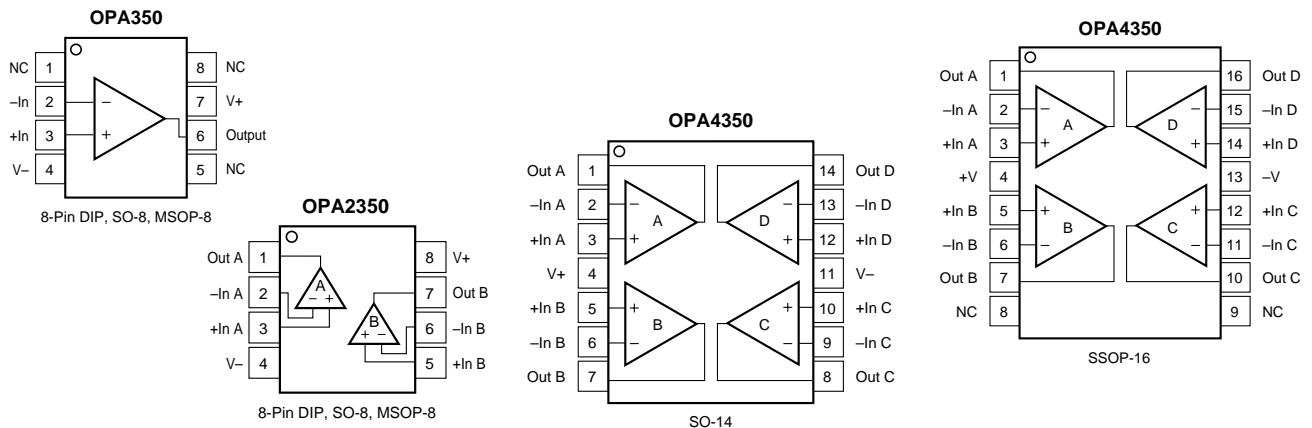 OPA350
NC 1 8 NC
–In 2 – 7 V+
+In 3 + 6 Output
V– 4 5 NC
8-Pin DIP, SO-8, MSOP-8
OPA2350
Out A 1 A 8 V+
–In A 2 – + 7 Out B
+In A 3 B 6 –In B
V– 4 + – 5 +In B
8-Pin DIP, SO-8, MSOP-8
OPA4350
Out A 1 14 Out D
–In A 2 – A D – 13 –In D
+In A 3 + + 12 +In D
V+ 4 11 V–
+In B 5 + + 10 +In C
–In B 6 – B C – 9 –In C
Out B 7 8 Out C
SO-14
OPA4350
Out A 1 16 Out D
–In A 2 – A D – 15 –In D
+In A 3 + + 14 +In D
+V 4 13 –V
+In B 5 + B C + 12 +In C
–In B 6 – – 11 –In C
Out B 7 10 Out C
NC 8 9 NC
SSOP-16